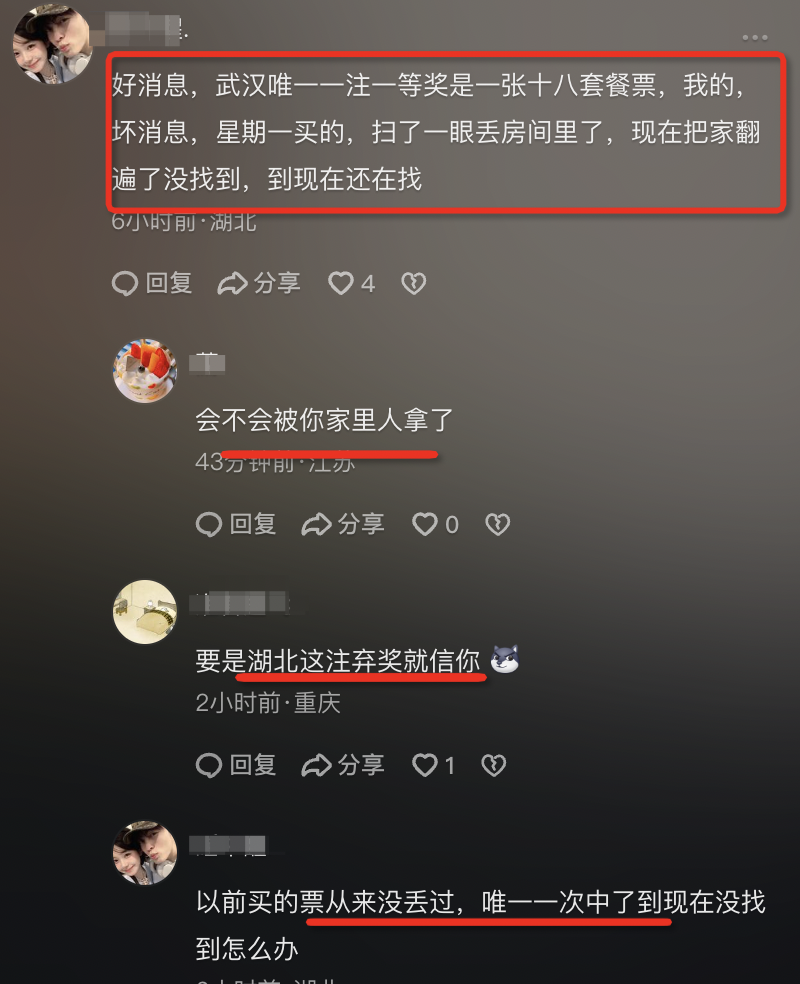 好消息，武汉唯一一注一等奖是一张十八套餐票，我的，
坏消息，星期一买的，扫了一眼丢房间里了，现在把家翻
遍了没找到，到现在还在找
6小时前·湖北
回复 分享 4
会不会被你家里人拿了
43分钟前·江苏
回复 分享 0
要是湖北这注弃奖就信你
2小时前·重庆
回复 分享 1
以前买的票从来没丢过，唯一一次中了到现在没找
到怎么办